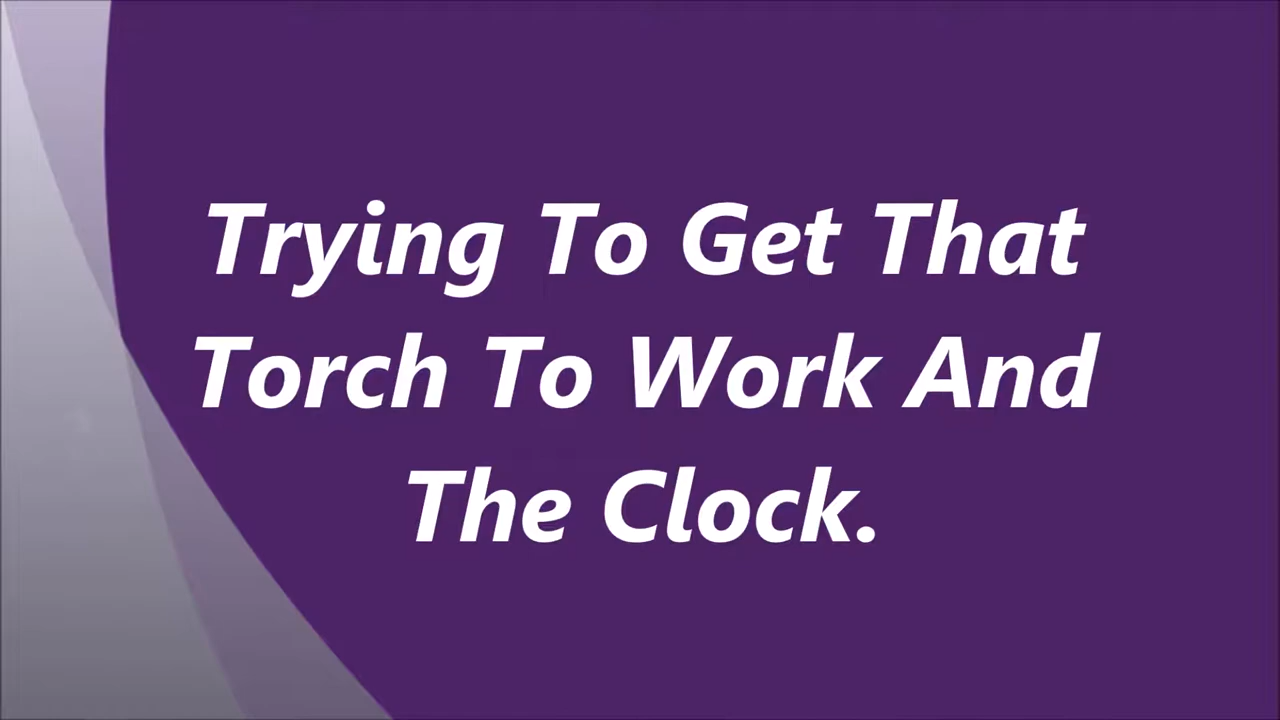 Trying To Get That
Torch To Work And
The Clock.